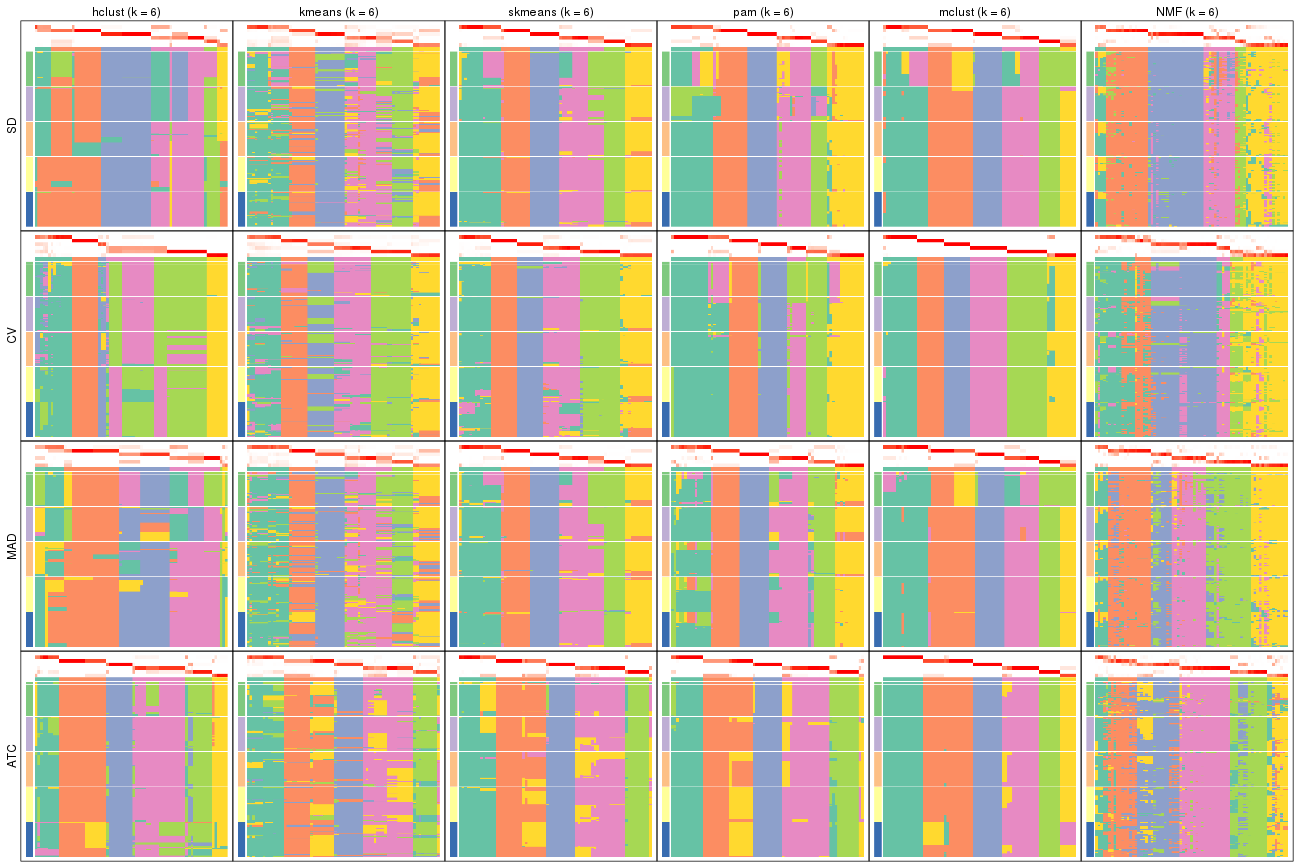 hclust (k = 6)
kmeans (k = 6)
skmeans (k = 6)
pam (k = 6)
mclust (k = 6)
NMF (k = 6)
SD
CV
MAD
ATC